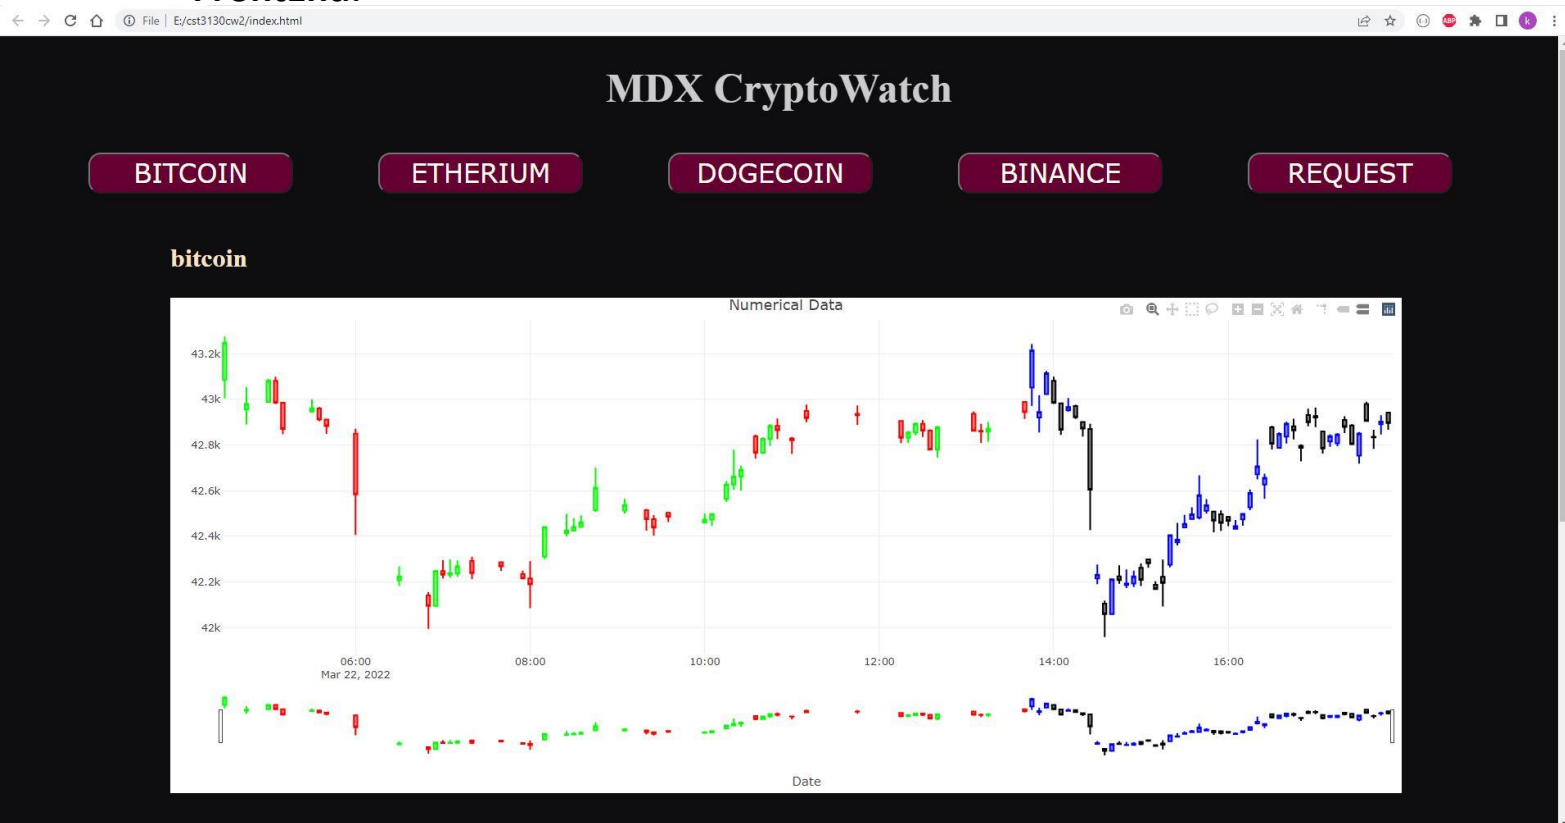 File | E:/cst3130cw2/index.html
ABP
k
MDX CryptoWatch
BITCOIN
ETHERIUM
DOGECOIN
BINANCE
REQUEST
bitcoin
Numerical Data
43.2k
43k
42.8k
42.6k
42.4k
42.2k
42k
06:00
08:00
10:00
12:00
14:00
16:00
Mar 22, 2022
Date